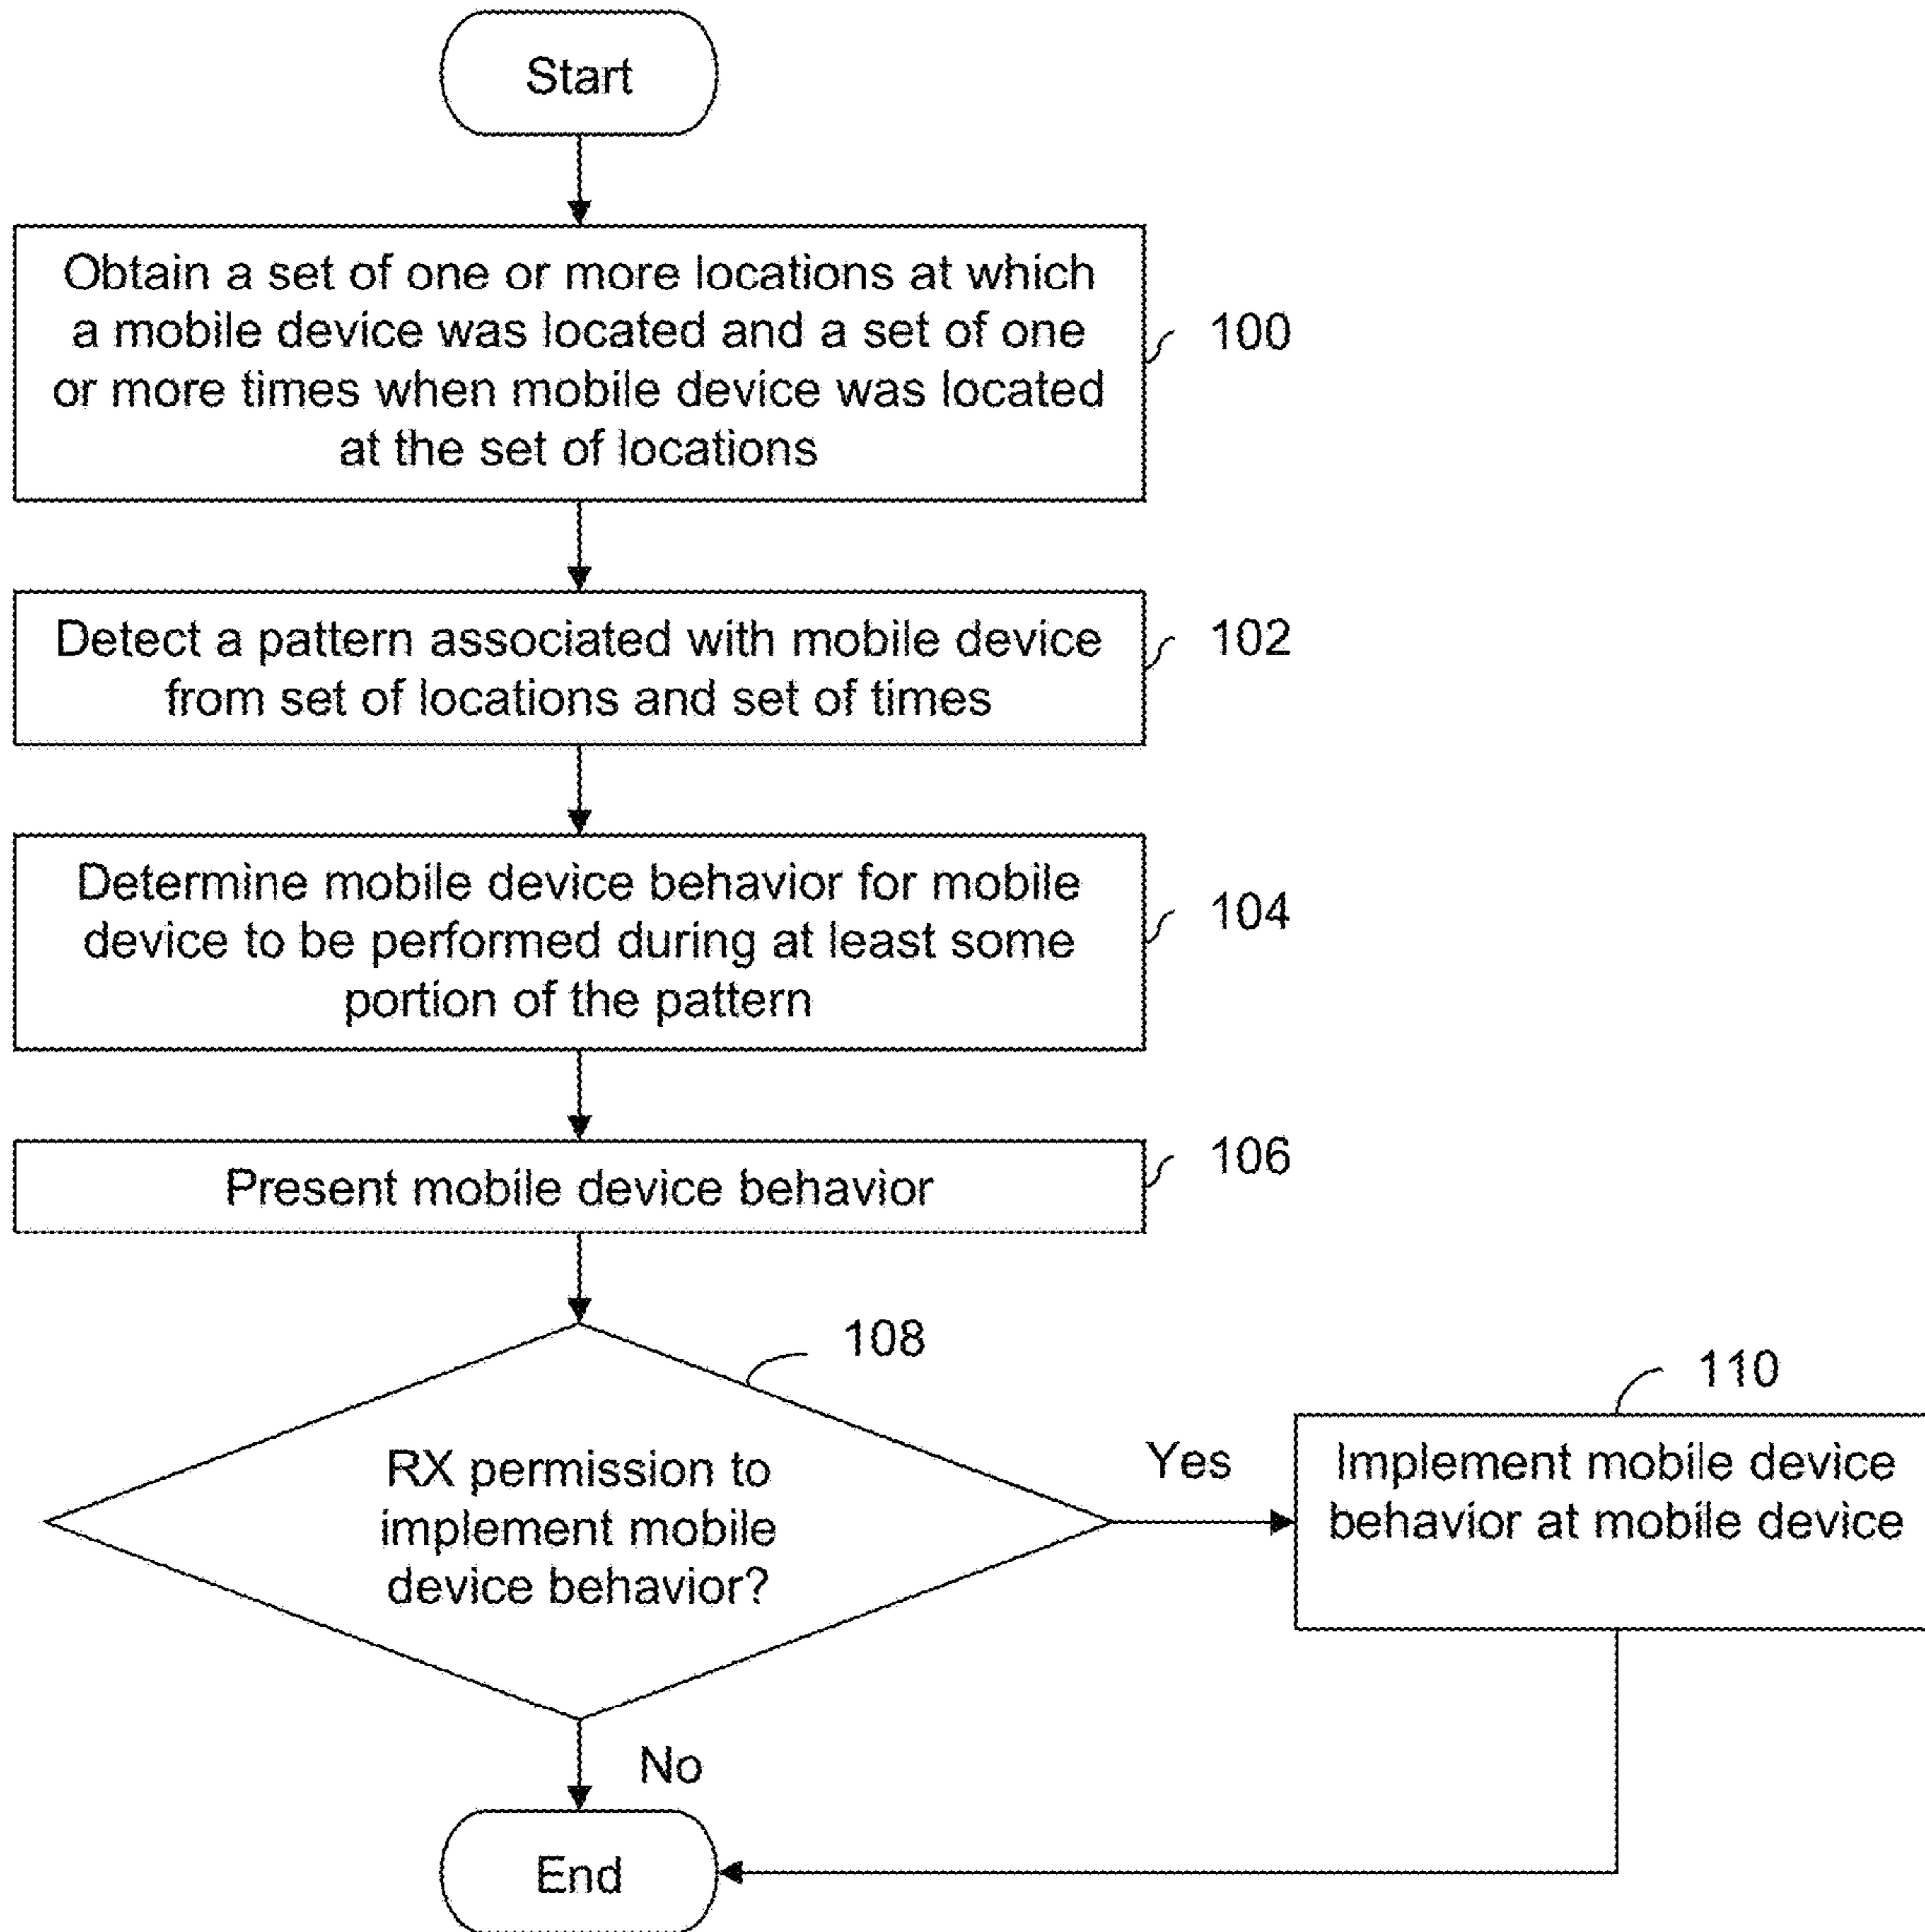 Start
Obtain a set of one or more locations at which
a mobile device was located and a set of one
or more times when mobile device was located
at the set of locations
100
Detect a pattern associated with mobile device
from set of locations and set of times
102
Determine mobile device behavior for mobile
device to be performed during at least some
portion of the pattern
104
Present mobile device behavior
106
108
RX permission to
implement mobile
device behavior?
Yes
110
Implement mobile device
behavior at mobile device
No
End